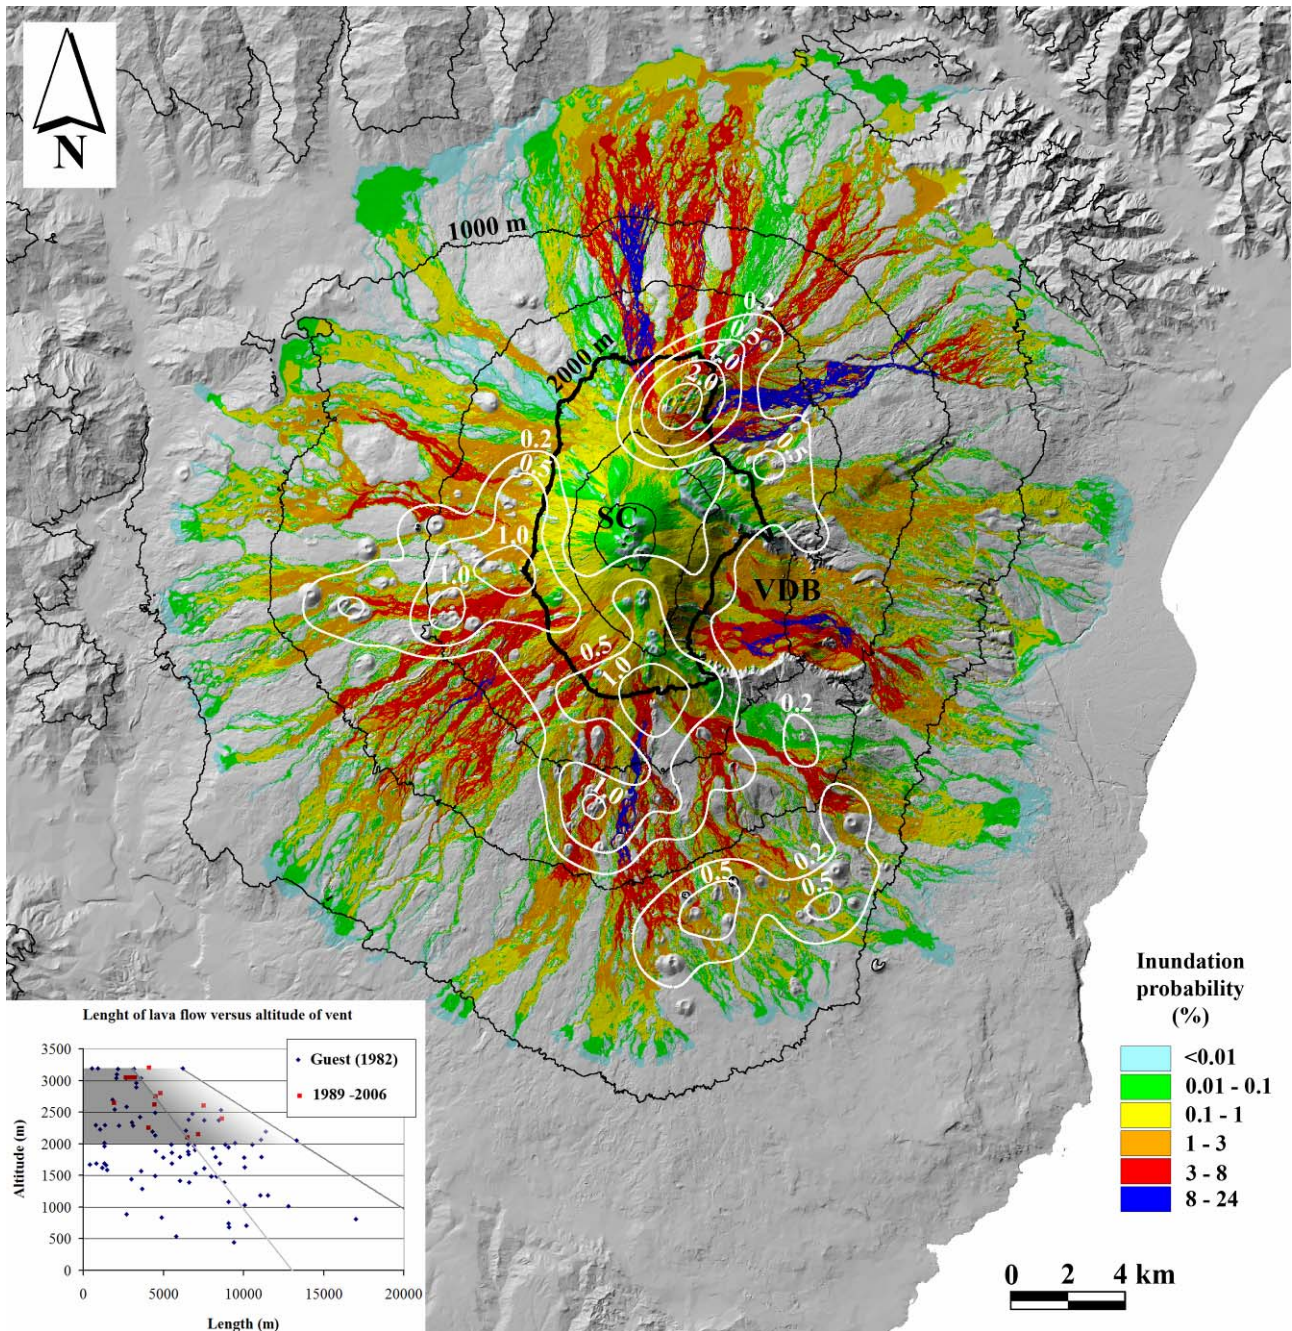 N
1000 m
2000 m
0.2
0.5
1.0
2.0
0.5
0.2
0.5
1.0
1.0
SC
VDB
0.5
1.0
0.2
1.0
0.2
0.5
0.5
Inundation
probability
(%)
<0.01
0.01 - 0.1
0.1 - 1
1 - 3
3 - 8
8 - 24
0 2 4 km
Lenght of lava flow versus altitude of vent
Guest (1982)
1989 -2006
Altitude (m)
3500
3000
2500
2000
1500
1000
500
0
0 5000 10000 15000 20000
Length (m)